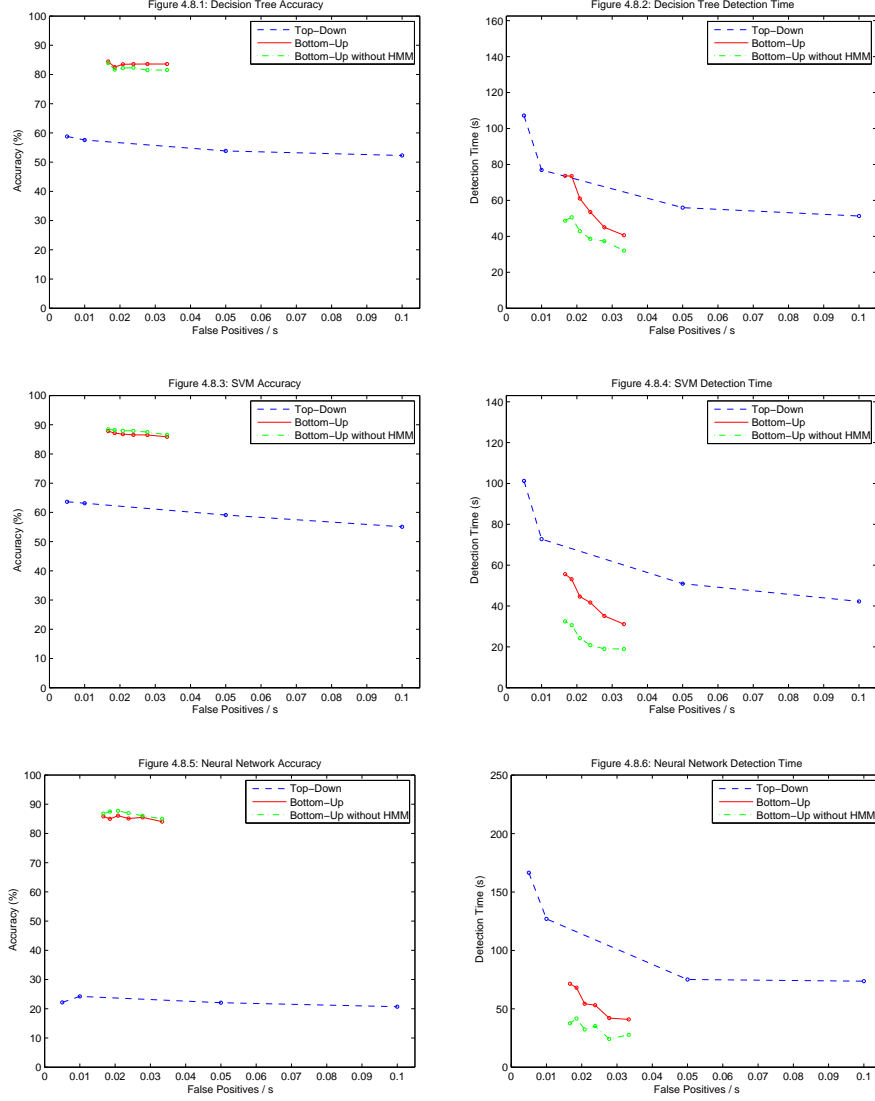 Figure 4.8.1: Decision Tree Accuracy
100
90
80
70
60
50
40
30
20
10
0
Accuracy (%)
Top-Down
Bottom-Up
Bottom-Up without HMM
0 0.01 0.02 0.03 0.04 0.05 0.06 0.07 0.08 0.09 0.1
False Positives / s
Figure 4.8.2: Decision Tree Detection Time
160
140
120
100
80
60
40
20
0
Detection Time (s)
Top-Down
Bottom-Up
Bottom-Up without HMM
0 0.01 0.02 0.03 0.04 0.05 0.06 0.07 0.08 0.09 0.1
False Positives / s
Figure 4.8.3: SVM Accuracy
100
90
80
70
60
50
40
30
20
10
0
Accuracy (%)
Top-Down
Bottom-Up
Bottom-Up without HMM
0 0.01 0.02 0.03 0.04 0.05 0.06 0.07 0.08 0.09 0.1
False Positives / s
Figure 4.8.4: SVM Detection Time
140
120
100
80
60
40
20
0
Detection Time (s)
Top-Down
Bottom-Up
Bottom-Up without HMM
0 0.01 0.02 0.03 0.04 0.05 0.06 0.07 0.08 0.09 0.1
False Positives / s
Figure 4.8.5: Neural Network Accuracy
100
90
80
70
60
50
40
30
20
10
0
Accuracy (%)
Top-Down
Bottom-Up
Bottom-Up without HMM
0 0.01 0.02 0.03 0.04 0.05 0.06 0.07 0.08 0.09 0.1
False Positives / s
Figure 4.8.6: Neural Network Detection Time
250
200
150
100
50
0
Detection Time (s)
Top-Down
Bottom-Up
Bottom-Up without HMM
0 0.01 0.02 0.03 0.04 0.05 0.06 0.07 0.08 0.09 0.1
False Positives / s